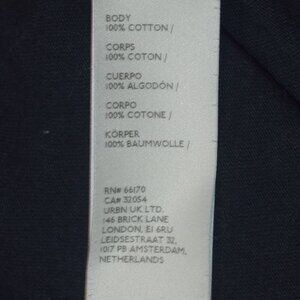 BODY
100% COTTON /
CORPS
100% COTON /
CUERPO
100% ALGODÓN /
CORPO
100% COTONE /
KÖRPER
100% BAUMWOLLE /
RN# 66170
CA# 32054
URBN UK LTD.
146 BRICK LANE
LONDON, E1 6RU
LEIDSESTRAAT 32,
1017 PB AMSTERDAM,
NETHERLANDS